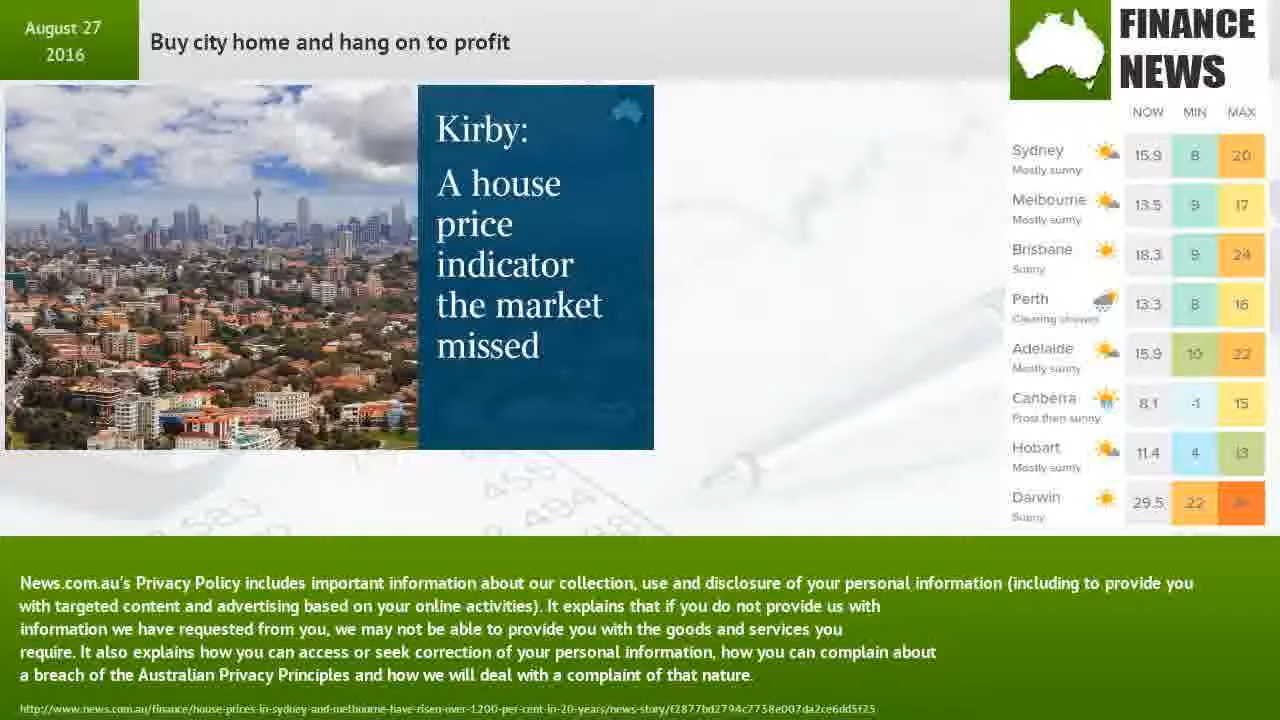 August 27
2016
Buy city home and hang on to profit
FINANCE
NEWS
Kirby:
A house
price
indicator
the market
missed
NOW MIN MAX
Sydney 15.9 8 20
Mostly sunny
Melbourne 13.5 9 17
Mostly sunny
Brisbane 18.3 9 24
Sunny
Perth 13.3 8 16
Clearing shower
Adelaide 15.9 10 22
Mostly sunny
Canberra 8.1 -1 15
Frost then sunny
Hobart 11.4 4 13
Mostly sunny
Darwin 29.5 22
Sunny
News.com.au's Privacy Policy includes important information about our collection, use and disclosure of your personal information (including to provide you
with targeted content and advertising based on your online activities). It explains that if you do not provide us with
information we have requested from you, we may not be able to provide you with the goods and services you
require. It also explains how you can access or seek correction of your personal information, how you can complain about
a breach of the Australian Privacy Principles and how we will deal with a complaint of that nature.
http://www.news.com.au/finance/house-prices-in-sydney-and-melbourne-have-risen-over-1200-per-cent-in-20-years/news-story/f2877bd2794c7738e007da2ce6dd5f25